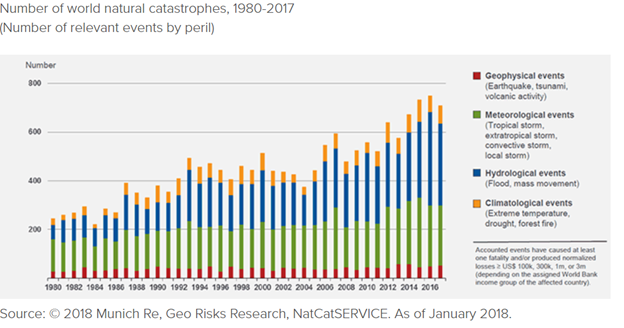 Number of world natural catastrophes, 1980-2017
(Number of relevant events by peril)
Number
800
600
400
200
1980 1982 1984 1986 1988 1990 1992 1994 1996 1998 2000 2002 2004 2006 2008 2010 2012 2014 2016
Geophysical events
(Earthquake, tsunami,
volcanic activity)
Meteorological events
(Tropical storm,
extratropical storm,
convective storm,
local storm)
Hydrological events
(Flood, mass movement)
Climatological events
(Extreme temperature,
drought, forest fire)
Accounted events have caused at least
one fatality and/or produced normalized
losses ≥ US$ 100k, 300k, 1m, or 3m
(depending on the assigned World Bank
income group of the affected country).
Source: © 2018 Munich Re, Geo Risks Research, NatCatSERVICE. As of January 2018.